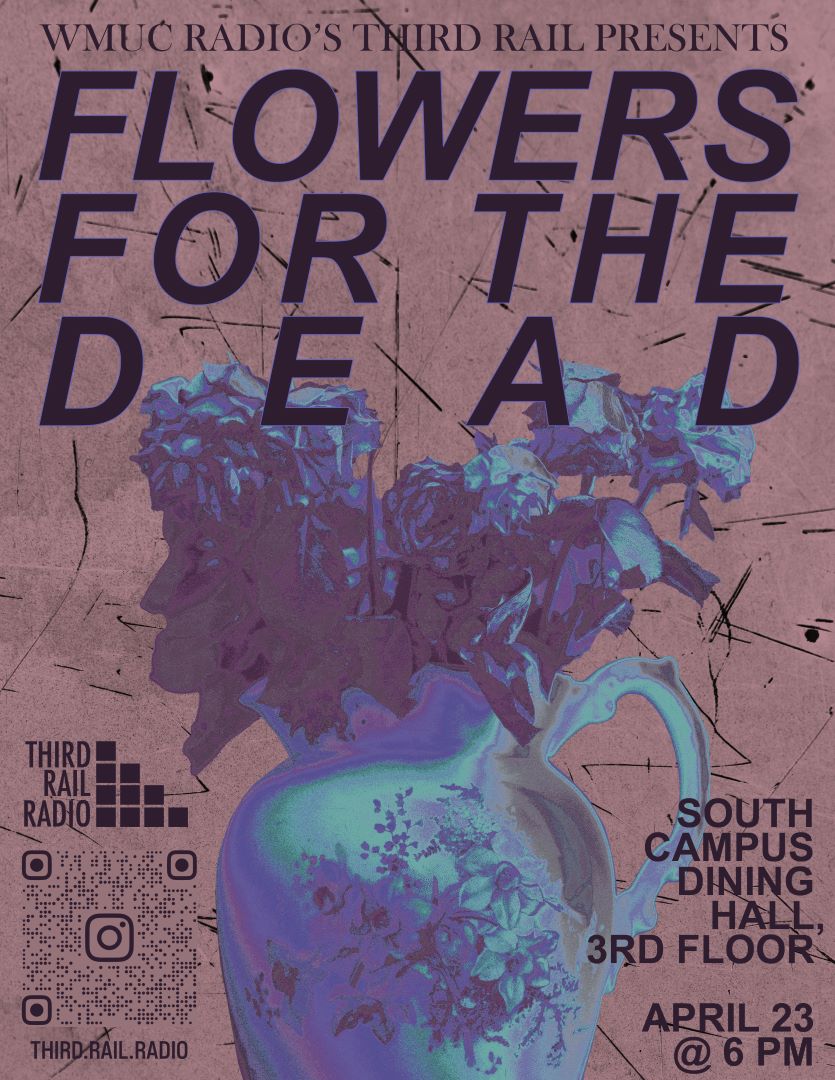 WMUC RADIO'S THIRD RAIL PRESENTS
FLOWERS
FOR THE
DEAD
THIRD
RAIL
RADIO
THIRD.RAIL.RADIO
SOUTH
CAMPUS
DINING
HALL,
3RD FLOOR
APRIL 23
@ 6 PM